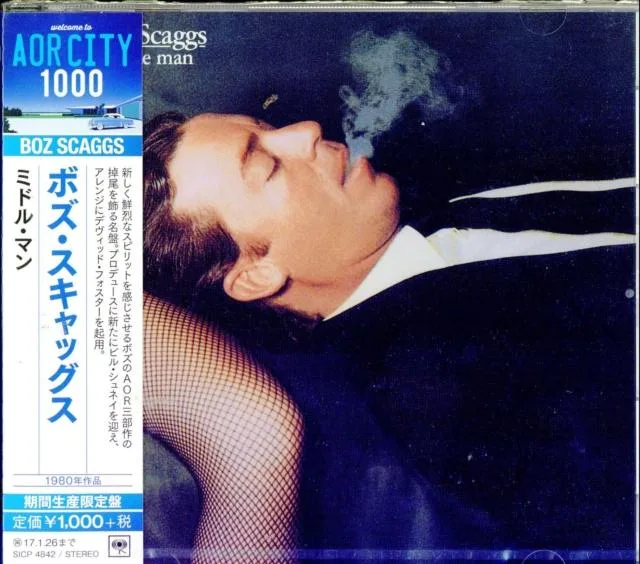 welcome to
AOR CITY
1000
BOZ SCAGGS
ボズ・スキャッグス
ミドル・マン
新しく鮮烈なスピリットを感じさせるボズのAOR三部作の
掉尾を飾る名盤。プロデュースに新たにビル・シュネイを迎え、
アレンジにデヴィッド・フォスターを起用。
1980年作品
期間生産限定盤
定価¥1,000+税
17.1.26まで
SICP 4842 / STEREO
Scaggs
e man